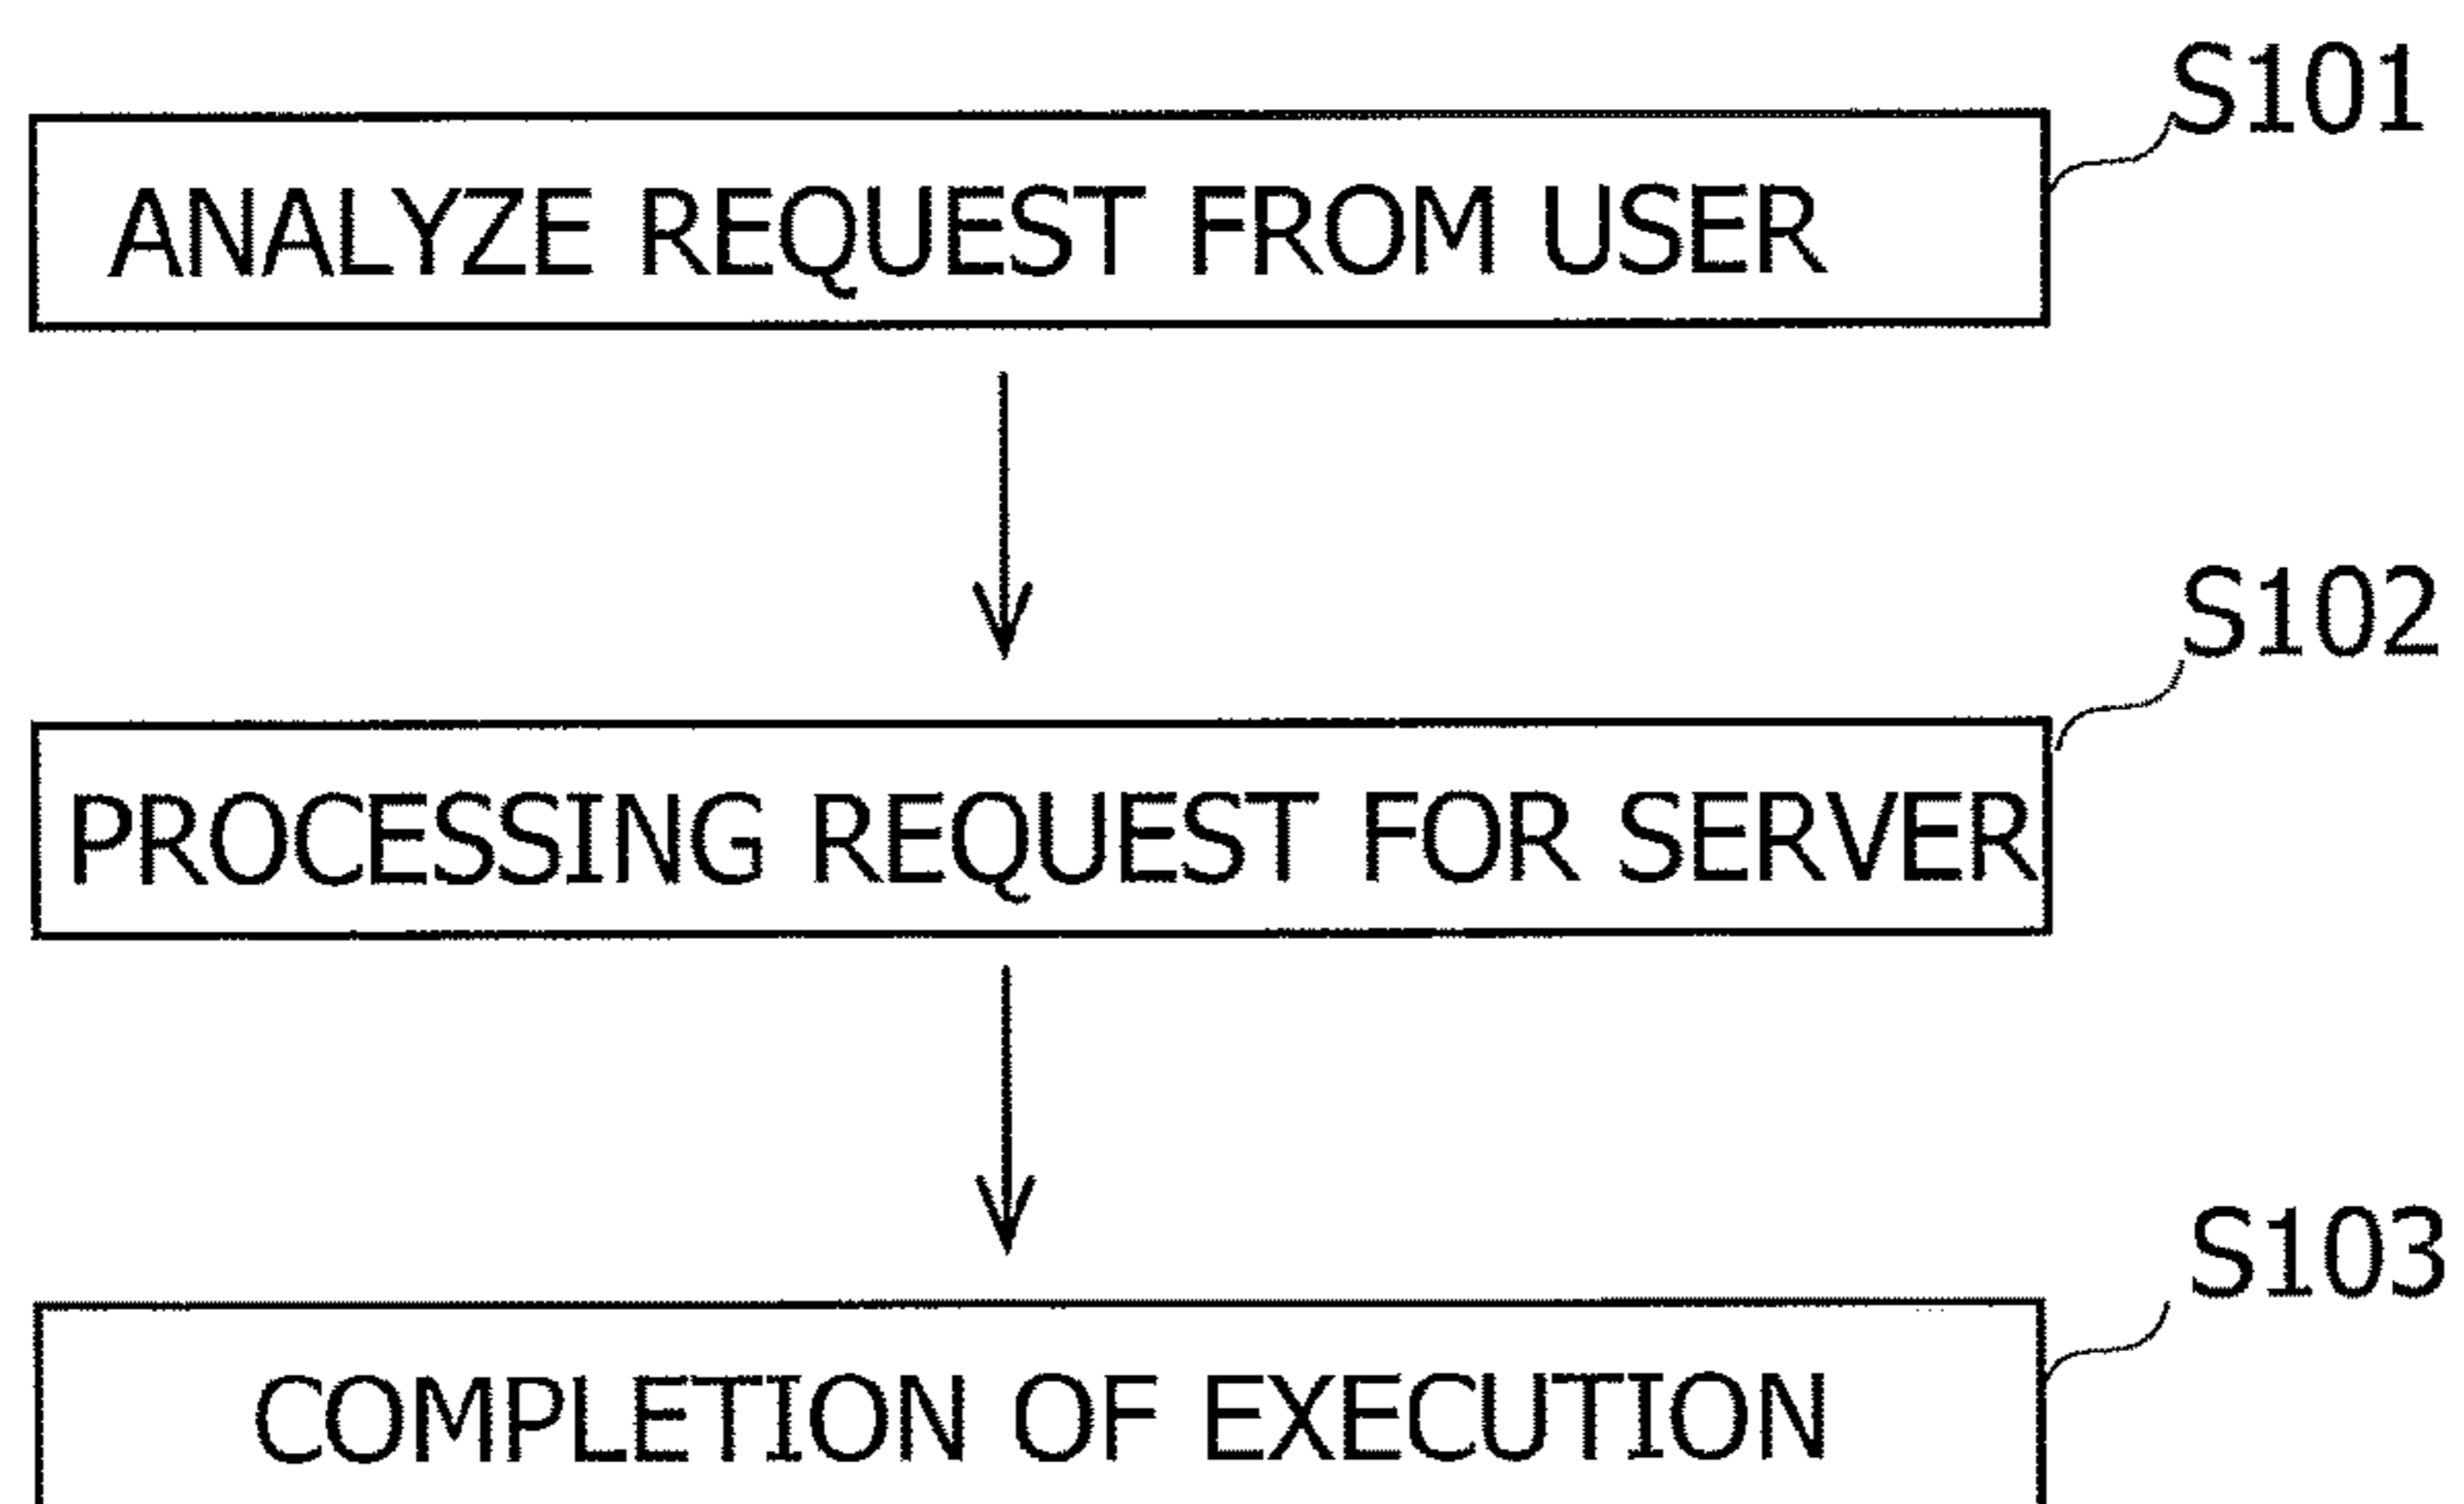 S101
ANALYZE REQUEST FROM USER
S102
PROCESSING REQUEST FOR SERVER
S103
COMPLETION OF EXECUTION